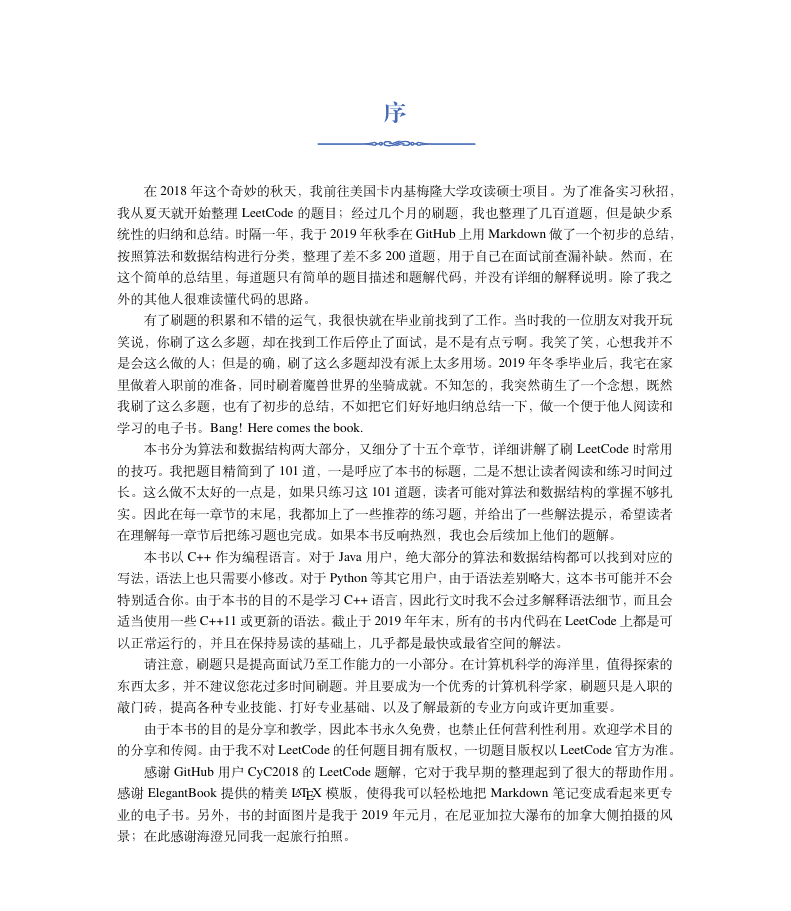 序
在 2018 年这个奇妙的秋天，我前往美国卡内基梅隆大学攻读硕士项目。为了准备实习秋招，
我从夏天就开始整理 LeetCode 的题目；经过几个月的刷题，我也整理了几百道题，但是缺少系
统性的归纳和总结。时隔一年，我于 2019 年秋季在 GitHub 上用 Markdown 做了一个初步的总结，
按照算法和数据结构进行分类，整理了差不多 200 道题，用于自己在面试前查漏补缺。然而，在
这个简单的总结里，每道题只有简单的题目描述和题解代码，并没有详细的解释说明。除了我之
外的其他人很难读懂代码的思路。
有了刷题的积累和不错的运气，我很快就在毕业前找到了工作。当时我的一位朋友对我开玩
笑说，你刷了这么多题，却在找到工作后停止了面试，是不是有点亏啊。我笑了笑，心想我并不
是会这么做的人；但是的确，刷了这么多题却没有派上太多用场。2019 年冬季毕业后，我宅在家
里做着入职前的准备，同时刷着魔兽世界的坐骑成就。不知怎的，我突然萌生了一个念想，既然
我刷了这么多题，也有了初步的总结，不如把它们好好地归纳总结一下，做一个便于他人阅读和
学习的电子书。Bang! Here comes the book.
本书分为算法和数据结构两大部分，又细分了十五个章节，详细讲解了刷 LeetCode 时常用
的技巧。我把题目精简到了 101 道，一是呼应了本书的标题，二是不想让读者阅读和练习时间过
长。这么做不太好的一点是，如果只练习这 101 道题，读者可能对算法和数据结构的掌握不够扎
实。因此在每一章节的末尾，我都加上了一些推荐的练习题，并给出了一些解法提示，希望读者
在理解每一章节后把练习题也完成。如果本书反响热烈，我也会后续加上他们的题解。
本书以 C++ 作为编程语言。对于 Java 用户，绝大部分的算法和数据结构都可以找到对应的
写法，语法上也只需要小修改。对于 Python 等其它用户，由于语法差别略大，这本书可能并不会
特别适合你。由于本书的目的不是学习 C++ 语言，因此行文时我不会过多解释语法细节，而且会
适当使用一些 C++11 或更新的语法。截止于 2019 年年末，所有的书内代码在 LeetCode 上都是可
以正常运行的，并且在保持易读的基础上，几乎都是最快或最省空间的解法。
请注意，刷题只是提高面试乃至工作能力的一小部分。在计算机科学的海洋里，值得探索的
东西太多，并不建议您花过多时间刷题。并且要成为一个优秀的计算机科学家，刷题只是入职的
敲门砖，提高各种专业技能、打好专业基础、以及了解最新的专业方向或许更加重要。
由于本书的目的是分享和教学，因此本书永久免费，也禁止任何营利性利用。欢迎学术目的
的分享和传阅。由于我不对 LeetCode 的任何题目拥有版权，一切题目版权以 LeetCode 官方为准。
感谢 GitHub 用户 CyC2018 的 LeetCode 题解，它对于我早期的整理起到了很大的帮助作用。
感谢 ElegantBook 提供的精美 LATEX 模版，使得我可以轻松地把 Markdown 笔记变成看起来更专
业的电子书。另外，书的封面图片是我于 2019 年元月，在尼亚加拉大瀑布的加拿大侧拍摄的风
景；在此感谢海澄兄同我一起旅行拍照。